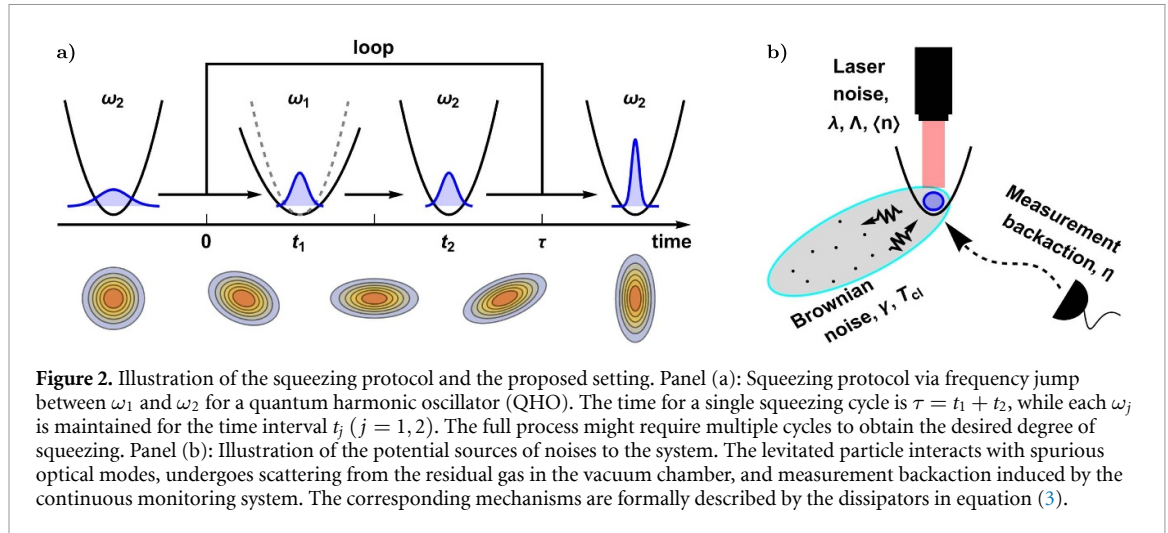 a)
loop
ω₂
ω₁
ω₂
ω₂
0
t₁
t₂
τ
time
b)
Laser
noise,
λ, Λ, ⟨n⟩
Measurement
backaction, η
Brownian
noise, γ, T_cl
Figure 2. Illustration of the squeezing protocol and the proposed setting. Panel (a): Squeezing protocol via frequency jump
between ω₁ and ω₂ for a quantum harmonic oscillator (QHO). The time for a single squeezing cycle is τ = t₁ + t₂, while each ωⱼ
is maintained for the time interval tⱼ (j = 1, 2). The full process might require multiple cycles to obtain the desired degree of
squeezing. Panel (b): Illustration of the potential sources of noises to the system. The levitated particle interacts with spurious
optical modes, undergoes scattering from the residual gas in the vacuum chamber, and measurement backaction induced by the
continuous monitoring system. The corresponding mechanisms are formally described by the dissipators in equation (3).